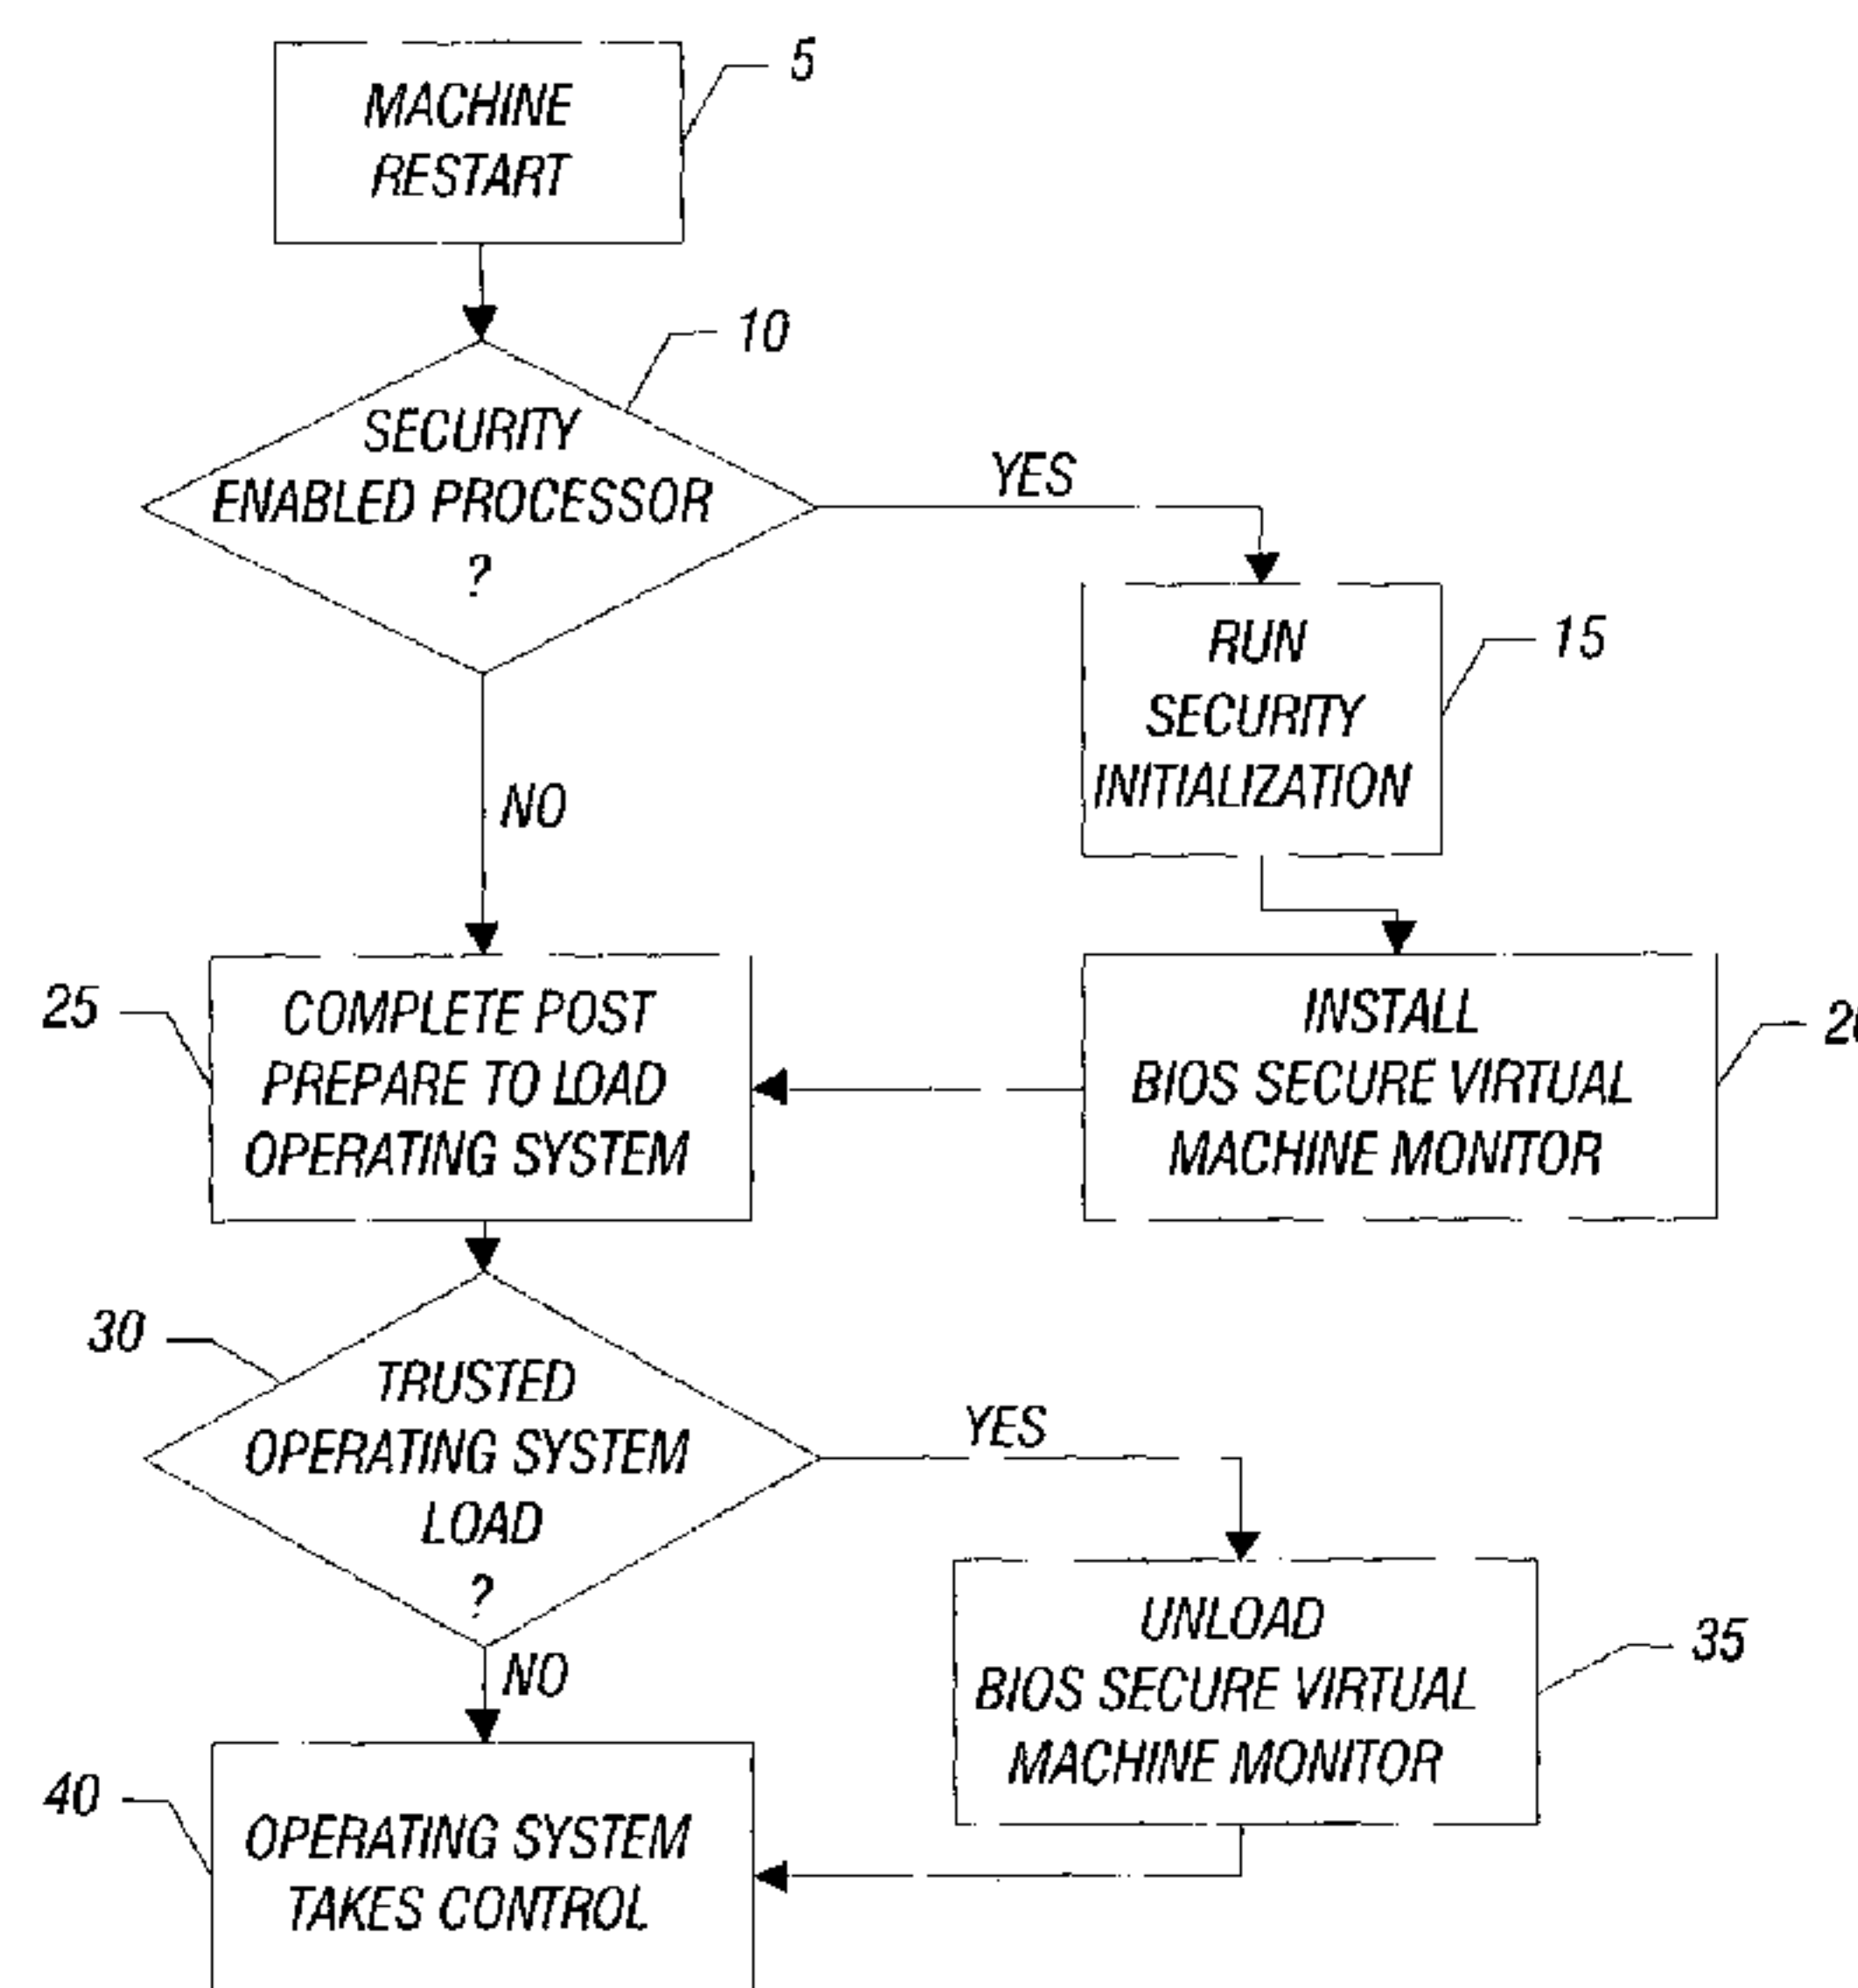 MACHINE
RESTART
5
10
SECURITY
ENABLED PROCESSOR
?
YES
RUN
SECURITY
INITIALIZATION
15
NO
25
COMPLETE POST
PREPARE TO LOAD
OPERATING SYSTEM
INSTALL
BIOS SECURE VIRTUAL
MACHINE MONITOR
30
TRUSTED
OPERATING SYSTEM
LOAD
?
YES
UNLOAD
BIOS SECURE VIRTUAL
MACHINE MONITOR
35
NO
40
OPERATING SYSTEM
TAKES CONTROL